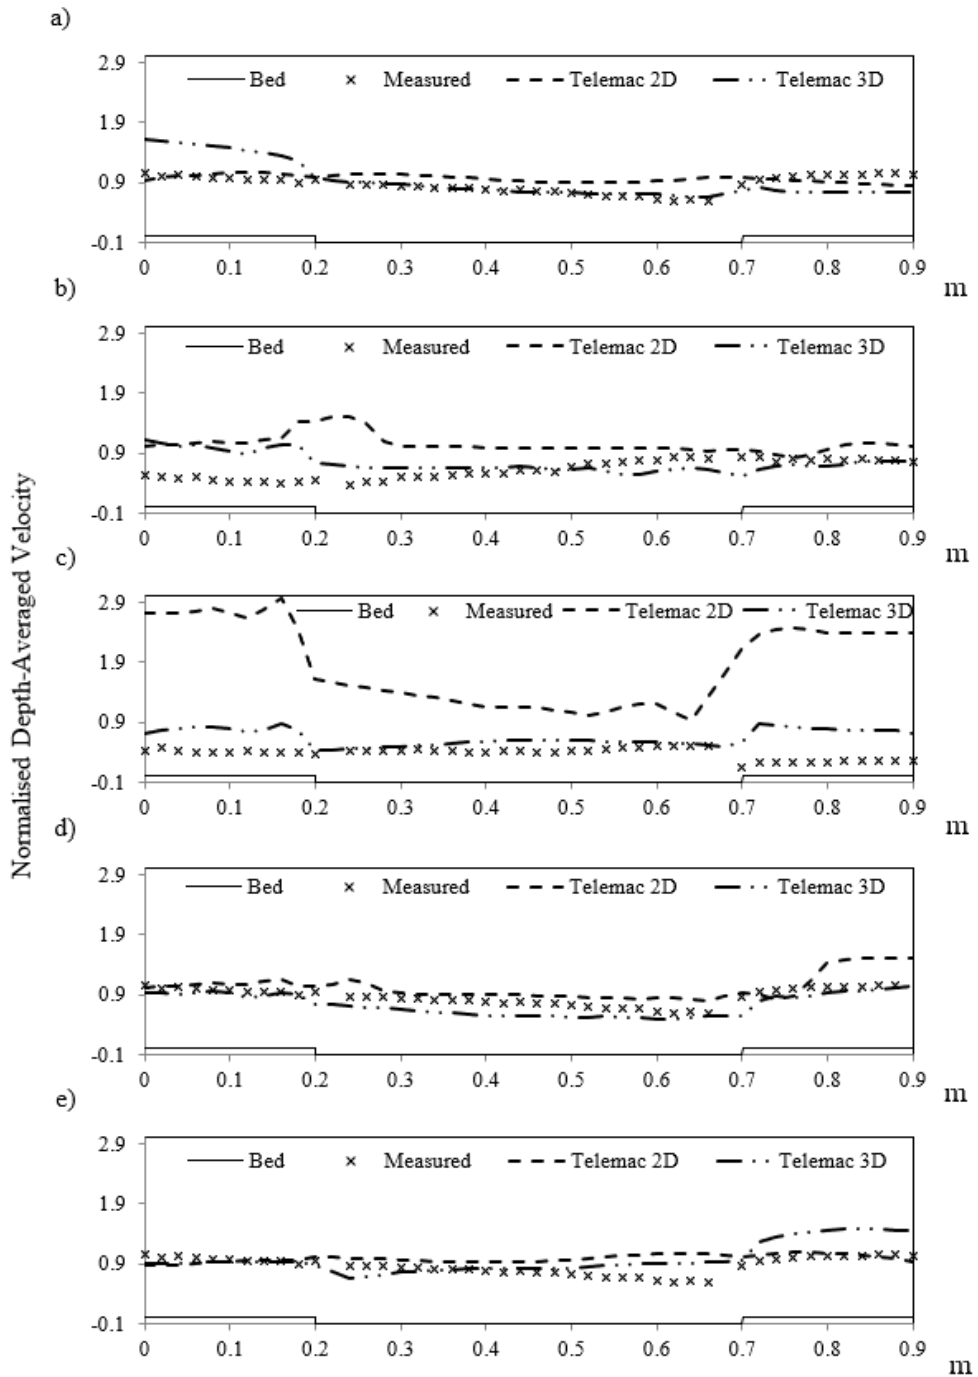 a)
2.9
Bed Measured Telemac 2D Telemac 3D
1.9
0.9
-0.1
0 0.1 0.2 0.3 0.4 0.5 0.6 0.7 0.8 0.9
m
b)
2.9
Bed Measured Telemac 2D Telemac 3D
1.9
0.9
-0.1
0 0.1 0.2 0.3 0.4 0.5 0.6 0.7 0.8 0.9
m
c)
2.9
Bed Measured Telemac 2D Telemac 3D
1.9
0.9
-0.1
0 0.1 0.2 0.3 0.4 0.5 0.6 0.7 0.8 0.9
m
d)
2.9
Bed Measured Telemac 2D Telemac 3D
1.9
0.9
-0.1
0 0.1 0.2 0.3 0.4 0.5 0.6 0.7 0.8 0.9
m
e)
2.9
Bed Measured Telemac 2D Telemac 3D
1.9
0.9
-0.1
0 0.1 0.2 0.3 0.4 0.5 0.6 0.7 0.8 0.9
m
Normalised Depth-Averaged Velocity